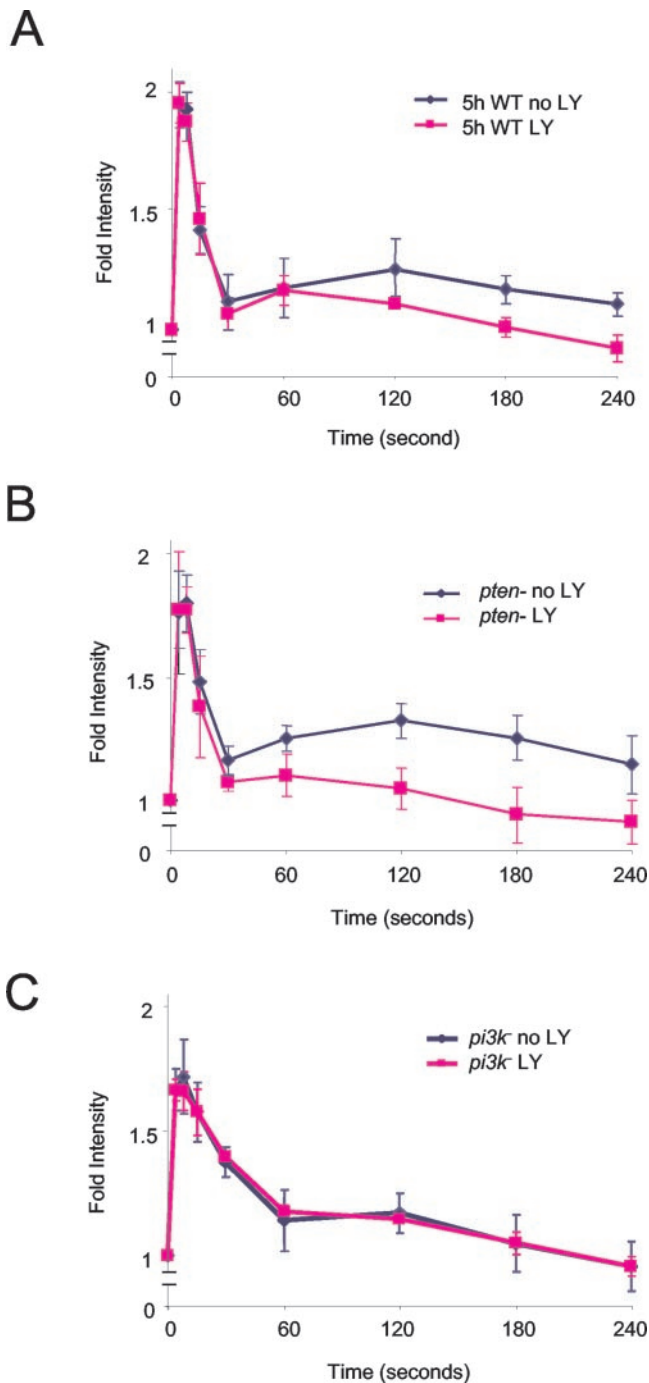 A
2
1.5
1
0
Fold Intensity
5h WT no LY
5h WT LY
0 60 120 180 240
Time (second)
B
2
1.5
1
0
Fold Intensity
pten- no LY
pten- LY
0 60 120 180 240
Time (seconds)
C
2
1.5
1
0
Fold Intensity
pi3k- no LY
pi3k- LY
0 60 120 180 240
Time (seconds)